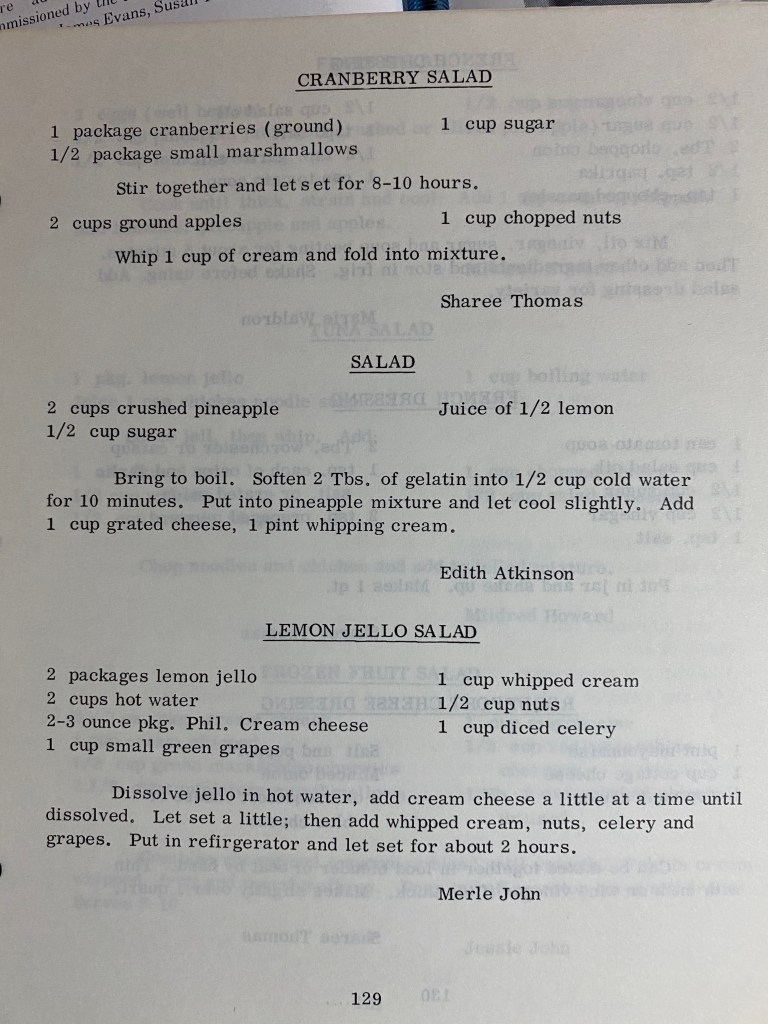 mmissioned by the
Evans, Susan
CRANBERRY SALAD
1 package cranberries (ground) 1 cup sugar
1/2 package small marshmallows
Stir together and let set for 8-10 hours.
2 cups ground apples 1 cup chopped nuts
Whip 1 cup of cream and fold into mixture.
Sharee Thomas
SALAD
2 cups crushed pineapple Juice of 1/2 lemon
1/2 cup sugar
Bring to boil. Soften 2 Tbs. of gelatin into 1/2 cup cold water
for 10 minutes. Put into pineapple mixture and let cool slightly. Add
1 cup grated cheese, 1 pint whipping cream.
Edith Atkinson
LEMON JELLO SALAD
2 packages lemon jello 1 cup whipped cream
2 cups hot water 1/2 cup nuts
2-3 ounce pkg. Phil. Cream cheese 1 cup diced celery
1 cup small green grapes
Dissolve jello in hot water, add cream cheese a little at a time until
dissolved. Let set a little; then add whipped cream, nuts, celery and
grapes. Put in refirgerator and let set for about 2 hours.
Merle John
129